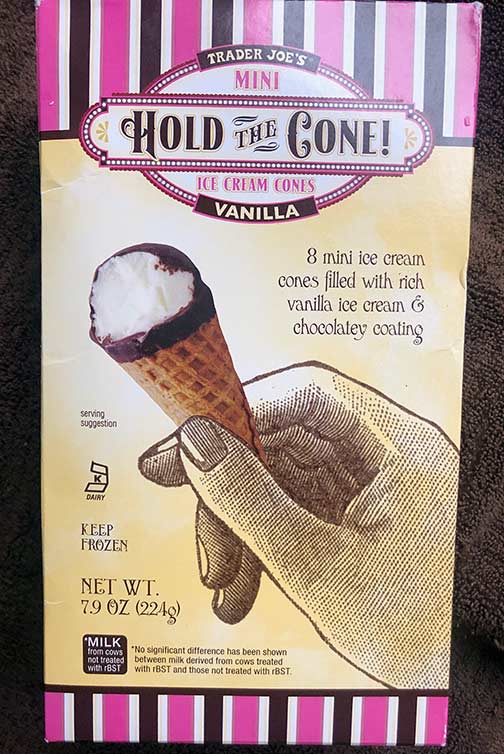 TRADER JOE'S
MINI
HOLD THE CONE!
ICE CREAM CONES
VANILLA
8 mini ice cream
cones filled with rich
vanilla ice cream &
chocolatey coating
serving
suggestion
K
DAIRY
KEEP
FROZEN
NET WT.
7.9 OZ (224g)
*MILK
from cows
not treated
with rBST
*No significant difference has been shown
between milk derived from cows treated
with rBST and those not treated with rBST.